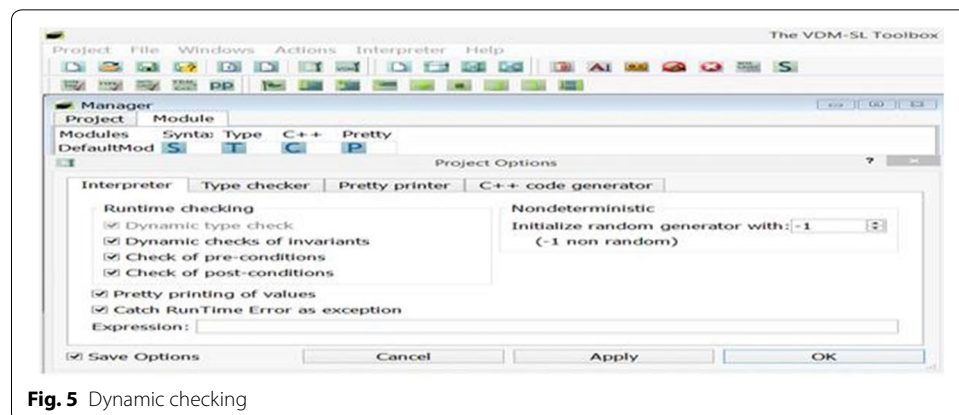 The VDM-SL Toolbox
Project File Windows Actions Interpreter Help
PP AI S
Manager
Project Module
Modules Syntax Type C++ Pretty
DefaultMod S T C P
Project Options ?
Interpreter Type checker Pretty printer C++ code generator
Runtime checking
Dynamic type check
Dynamic checks of invariants
Check of pre-conditions
Check of post-conditions
Nondeterministic
Initialize random generator with: -1
(-1 non random)
Pretty printing of values
Catch RunTime Error as exception
Expression:
Save Options Cancel Apply OK
Fig. 5 Dynamic checking